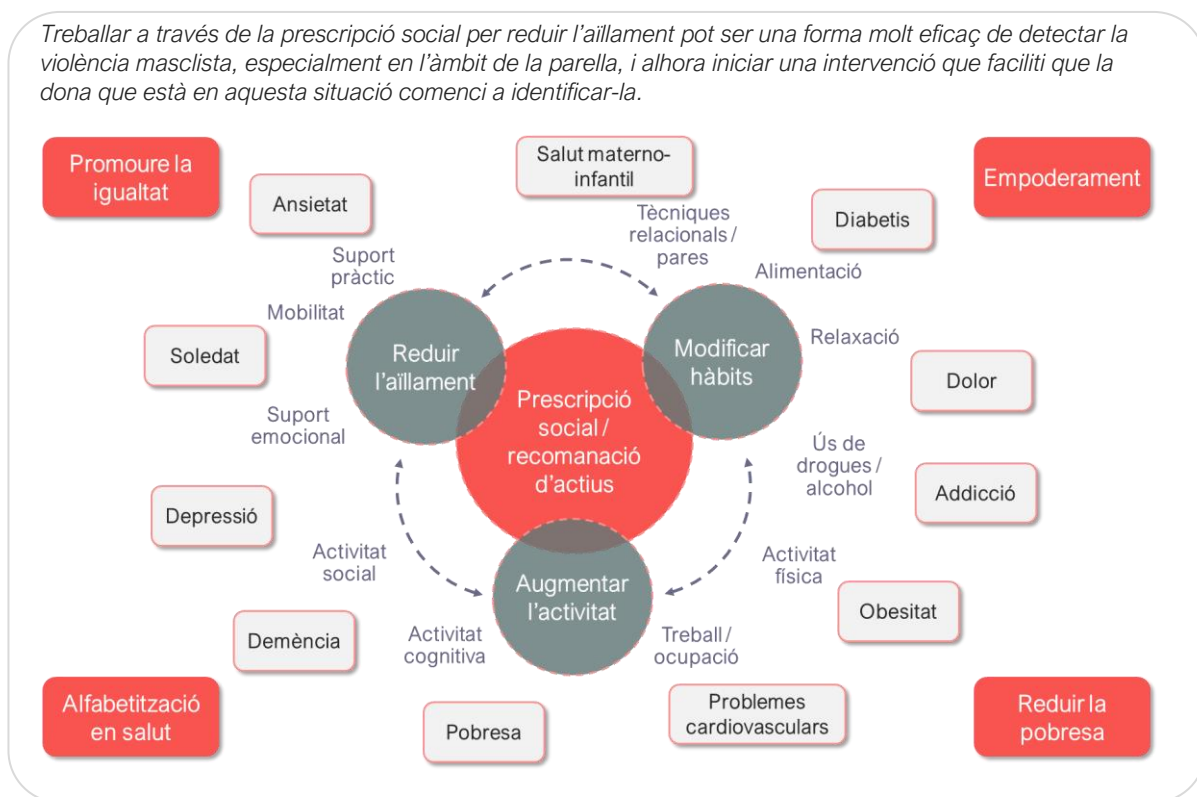 Treballar a través de la prescripció social per reduir l’aïllament pot ser una forma molt eficaç de detectar la
violència masclista, especialment en l’àmbit de la parella, i alhora iniciar una intervenció que faciliti que la
dona que està en aquesta situació comenci a identificar-la.
Promoure la
igualtat
Ansietat
Salut materno-
infantil
Empoderament
Diabetis
Suport
pràctic
Tècniques
relacionals /
pares
Alimentació
Mobilitat
Relaxació
Soledat
Reduir
l’aïllament
Modificar
hàbits
Dolor
Prescripció
social /
recomanació
d’actius
Suport
emocional
Ús de
drogues /
alcohol
Addicció
Depressió
Activitat
social
Activitat
física
Augmentar
l’activitat
Obesitat
Demència
Activitat
cognitiva
Treball /
ocupació
Alfabetització
en salut
Pobresa
Problemes
cardiovasculars
Reduir la
pobresa